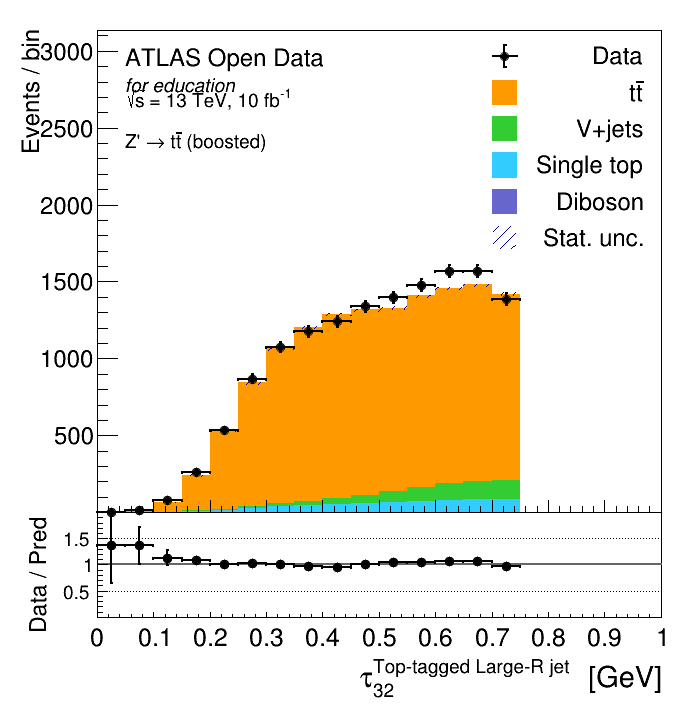 Events / bin
3000
2500
2000
1500
1000
500
ATLAS Open Data
for education
√s = 13 TeV, 10 fb⁻¹
Z' → tt̄ (boosted)
Data
tt̄
V+jets
Single top
Diboson
Stat. unc.
Data / Pred
1.5
1
0.5
0 0.1 0.2 0.3 0.4 0.5 0.6 0.7 0.8 0.9 1
τ₃₂^Top-tagged Large-R jet [GeV]